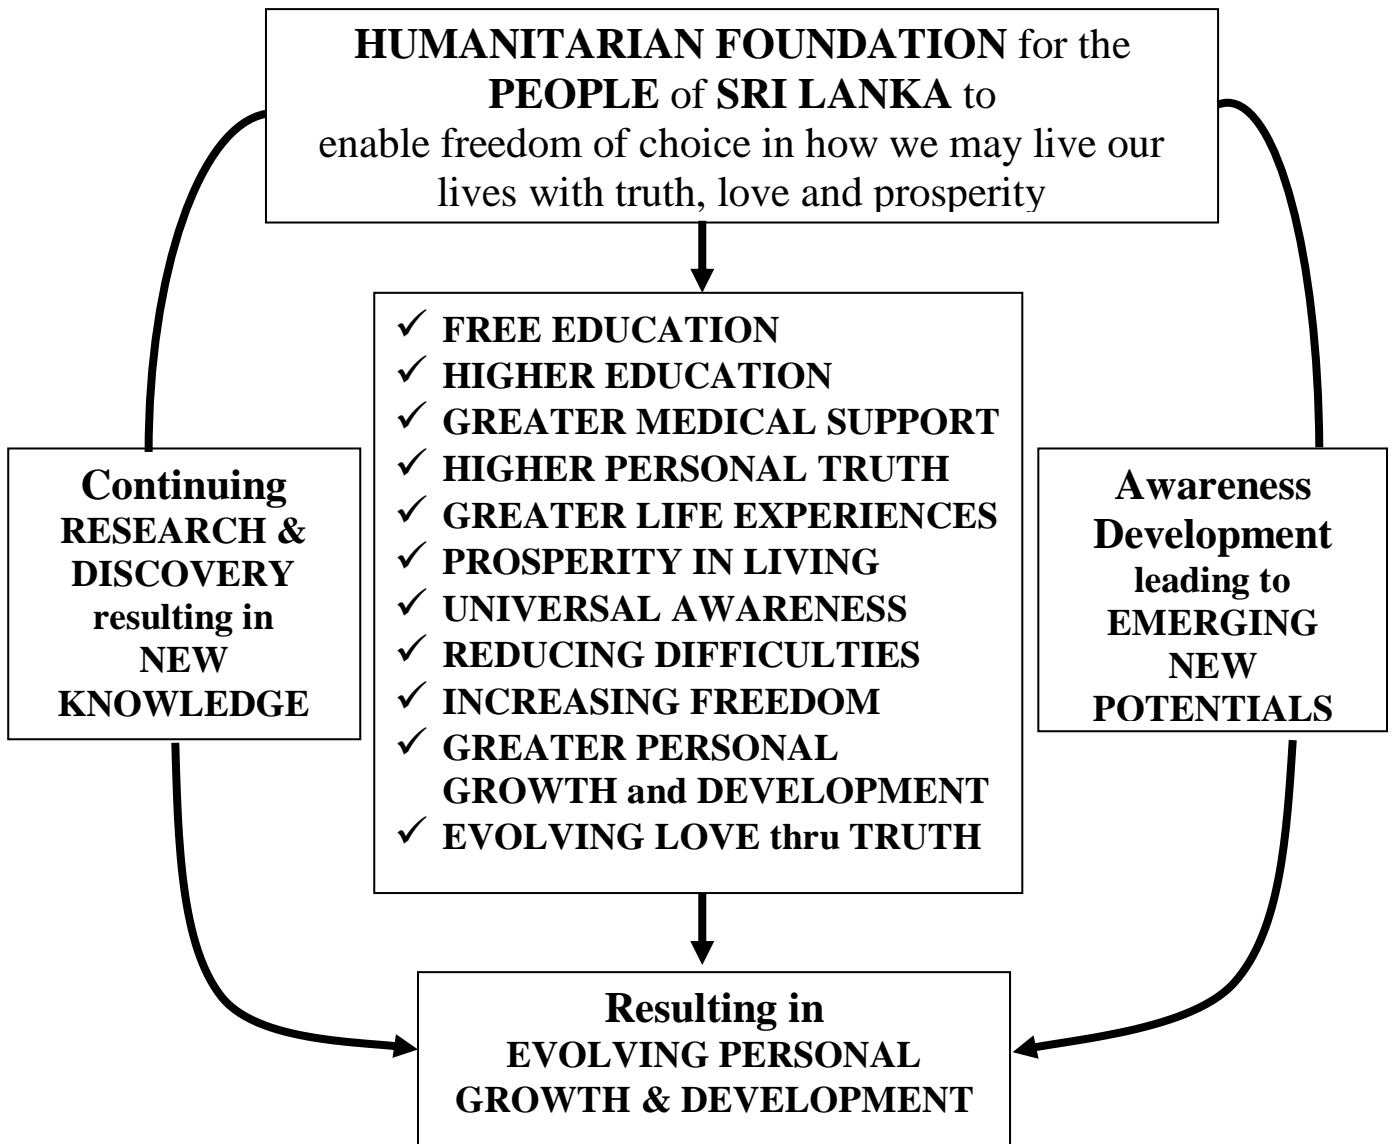 HUMANITARIAN FOUNDATION for the
PEOPLE of SRI LANKA to
enable freedom of choice in how we may live our
lives with truth, love and prosperity
✓ FREE EDUCATION
✓ HIGHER EDUCATION
✓ GREATER MEDICAL SUPPORT
✓ HIGHER PERSONAL TRUTH
✓ GREATER LIFE EXPERIENCES
✓ PROSPERITY IN LIVING
✓ UNIVERSAL AWARENESS
✓ REDUCING DIFFICULTIES
✓ INCREASING FREEDOM
✓ GREATER PERSONAL
GROWTH and DEVELOPMENT
✓ EVOLVING LOVE thru TRUTH
Continuing
RESEARCH &
DISCOVERY
resulting in
NEW
KNOWLEDGE
Awareness
Development
leading to
EMERGING
NEW
POTENTIALS
Resulting in
EVOLVING PERSONAL
GROWTH & DEVELOPMENT